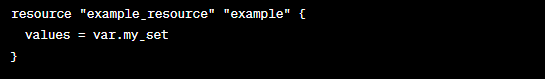 resource "example_resource" "example" {
  values = var.my_set
}